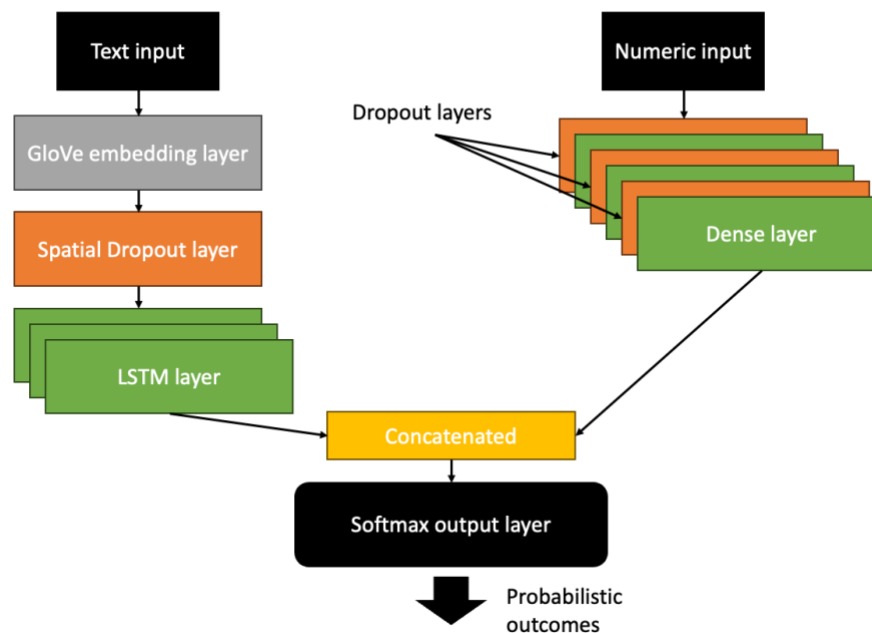 Text input
Numeric input
Dropout layers
GloVe embedding layer
Spatial Dropout layer
Dense layer
LSTM layer
Concatenated
Softmax output layer
Probabilistic
outcomes